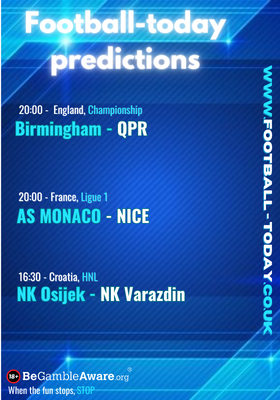 Football-today
predictions
20:00 - England, Championship
Birmingham - QPR
20:00 - France, Ligue 1
AS MONACO - NICE
16:30 - Croatia, HNL
NK Osijek - NK Varazdin
WWW.FOOTBALL-TODAY.CO.UK
18+ BeGambleAware.org®
When the fun stops, STOP